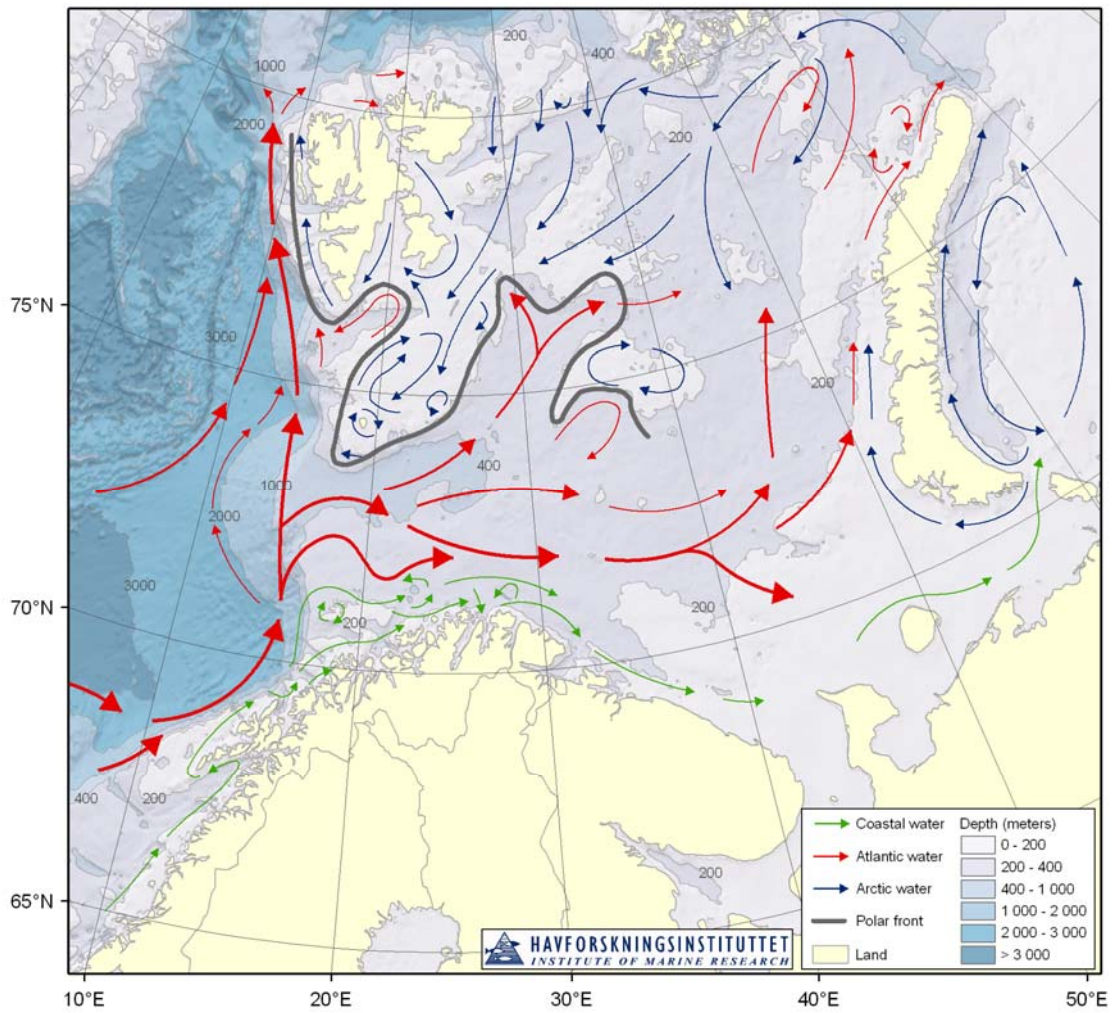 200
400
1000
2000
200
75°N
3000
200
400
1000
2000
3000
70°N
200
200
400
200
200
65°N
Coastal water
Atlantic water
Arctic water
Polar front
Land
Depth (meters)
0 - 200
200 - 400
400 - 1 000
1 000 - 2 000
2 000 - 3 000
> 3 000
HAVFORSKNINGSINSTITUTTET
INSTITUTE OF MARINE RESEARCH
10°E 20°E 30°E 40°E 50°E